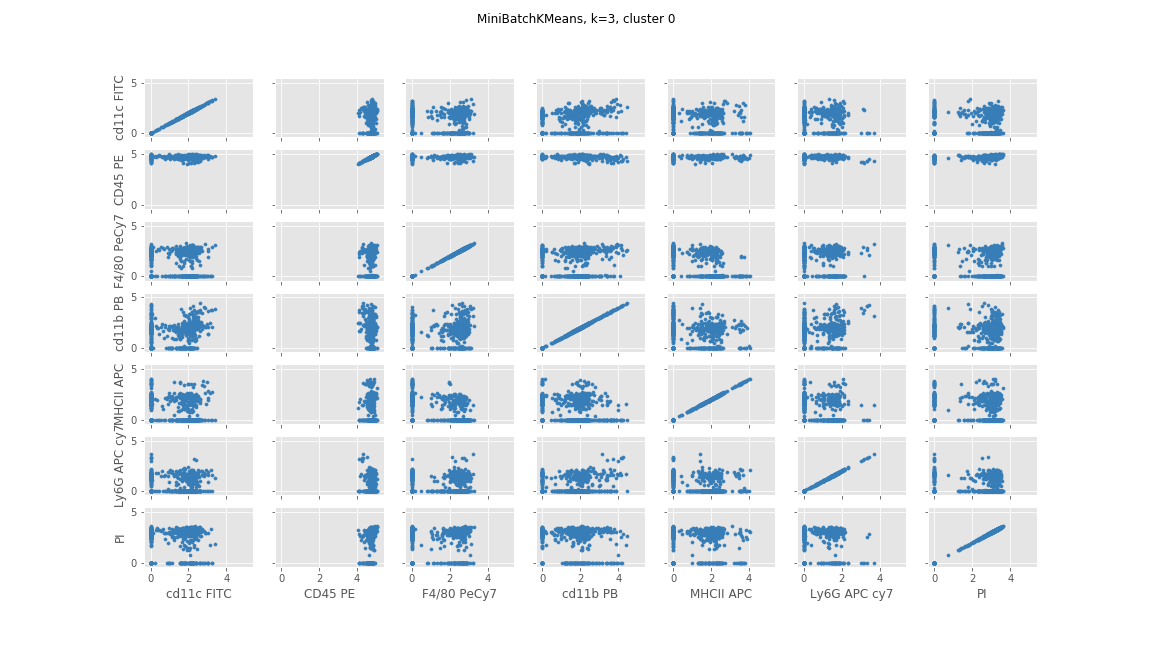 MiniBatchKMeans, k=3, cluster 0
cd11c FITC
5
0
CD45 PE
5
0
F4/80 PeCy7
5
0
cd11b PB
5
0
MHCII APC
5
0
Ly6G APC cy7
5
0
PI
5
0
0 2 4 0 2 4 0 2 4 0 2 4 0 2 4 0 2 4 0 2 4
cd11c FITC CD45 PE F4/80 PeCy7 cd11b PB MHCII APC Ly6G APC cy7 PI